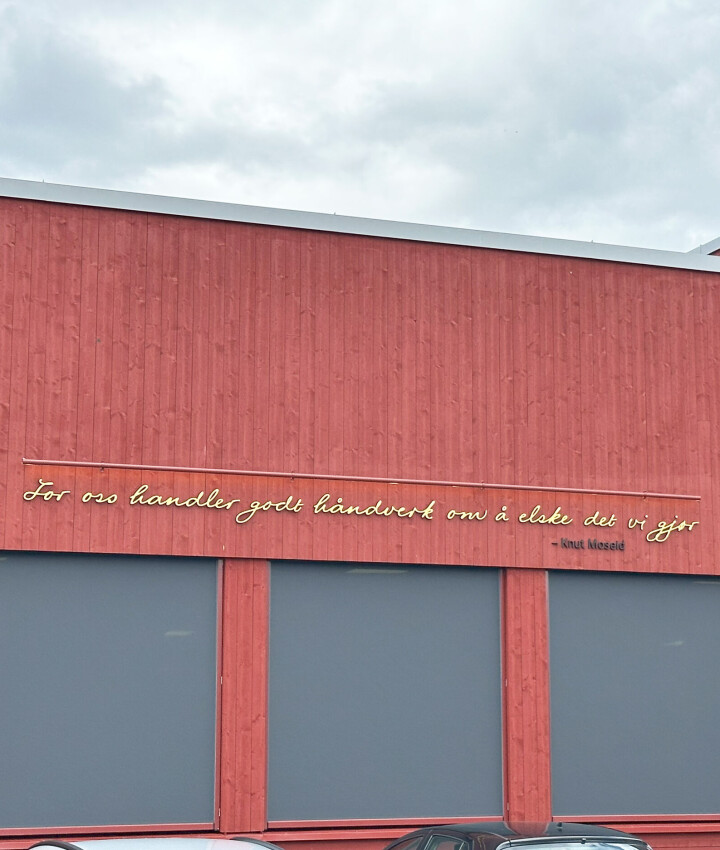 For oss handler godt håndverk om å elske det vi gjør
– Knut Moseid